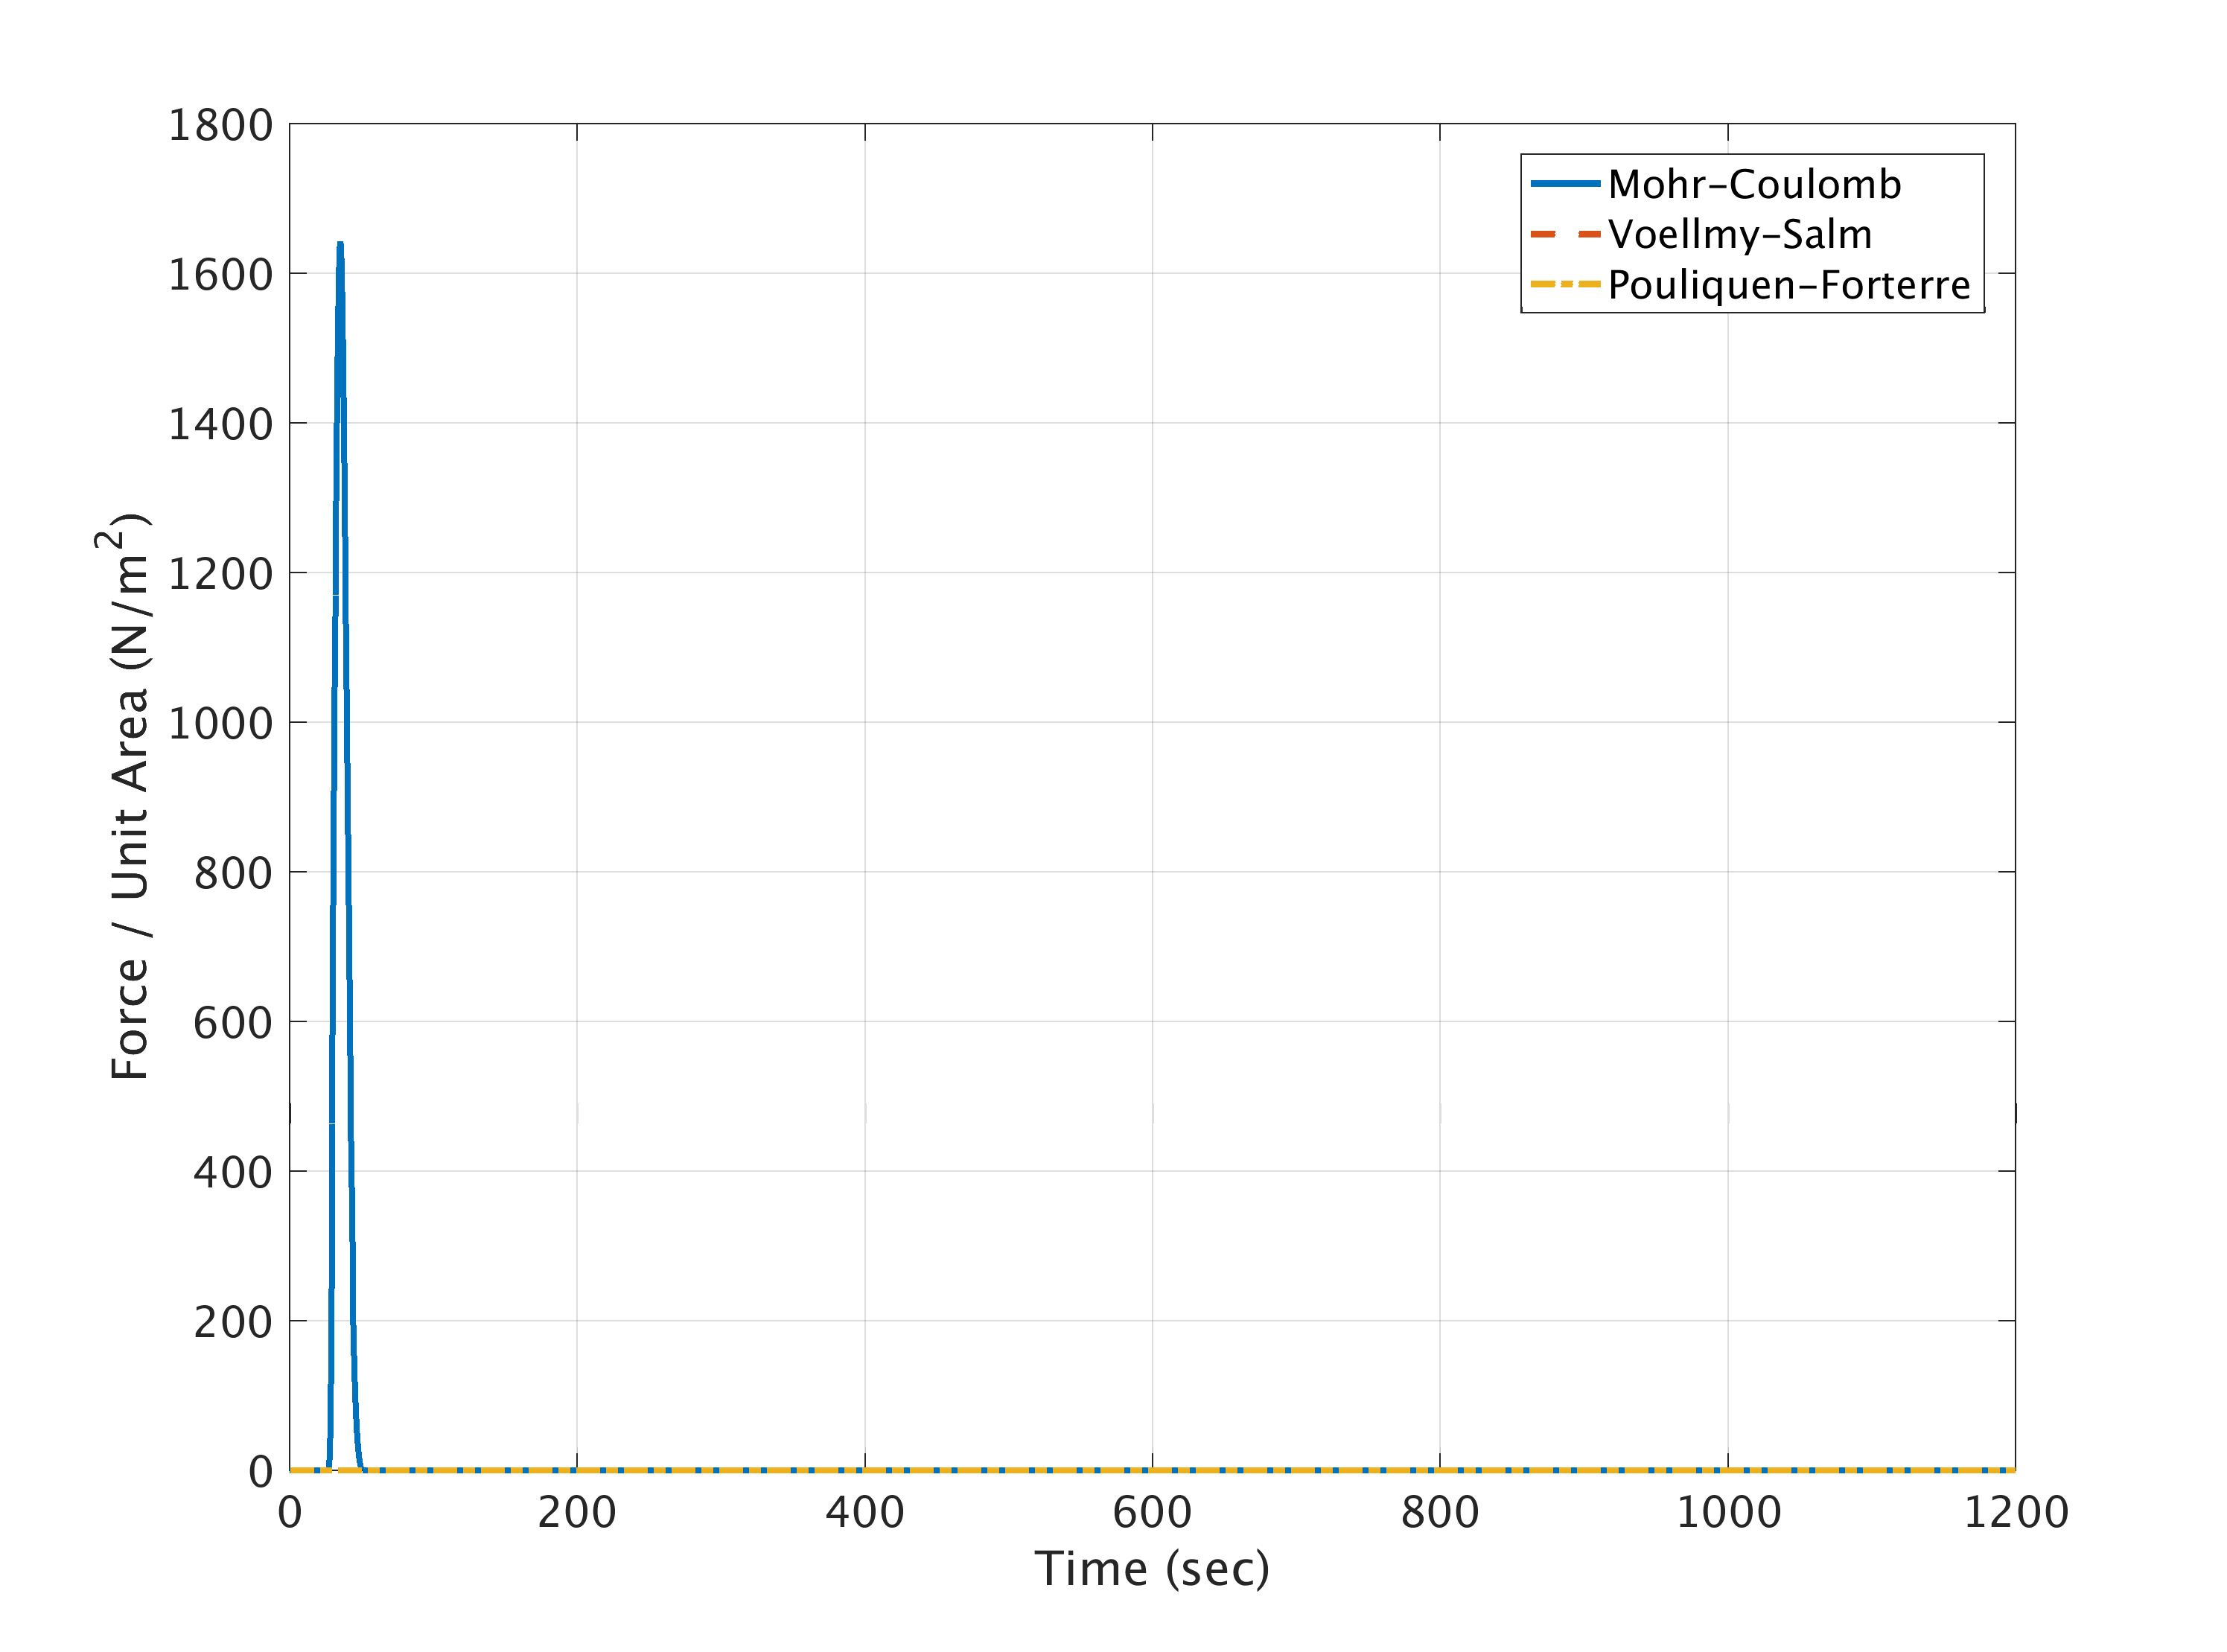 1800
1600
1400
1200
1000
800
600
400
200
0
Force / Unit Area (N/m²)
Mohr–Coulomb
Voellmy–Salm
Pouliquen–Forterre
0 200 400 600 800 1000 1200
Time (sec)